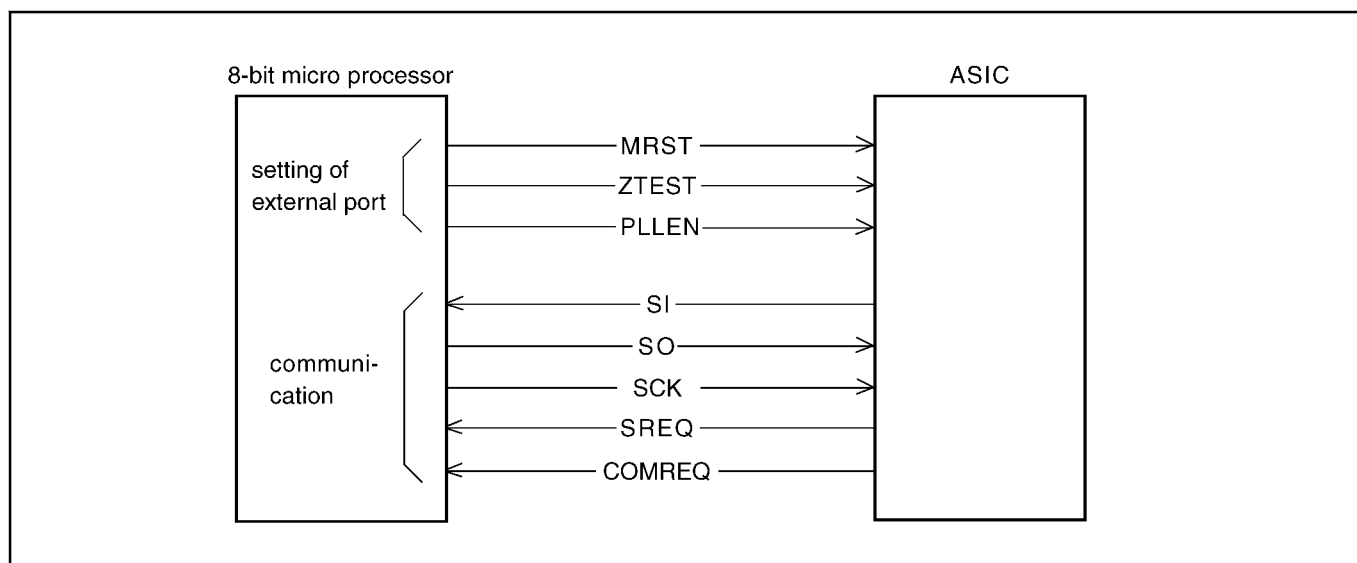 8-bit micro processor
ASIC
setting of
external port
MRST
ZTEST
PLLEN
communi-
cation
SI
SO
SCK
SREQ
COMREQ